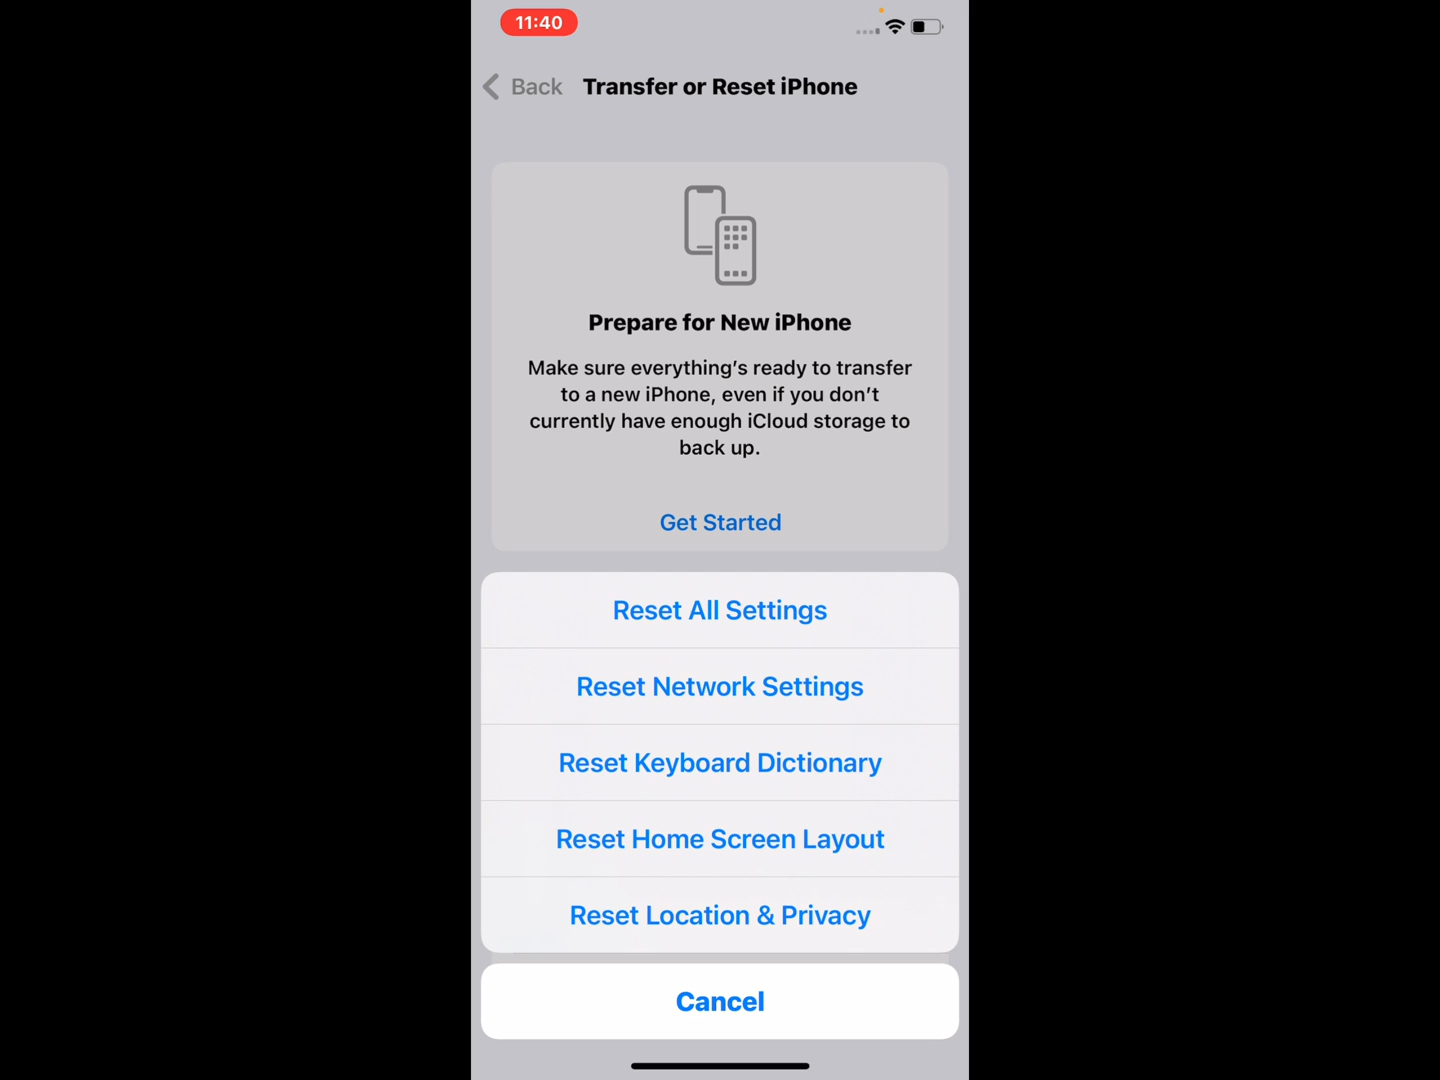 11:40
Back
Transfer or Reset iPhone
Prepare for New iPhone
Make sure everything’s ready to transfer
to a new iPhone, even if you don’t
currently have enough iCloud storage to
back up.
Get Started
Reset All Settings
Reset Network Settings
Reset Keyboard Dictionary
Reset Home Screen Layout
Reset Location & Privacy
Cancel